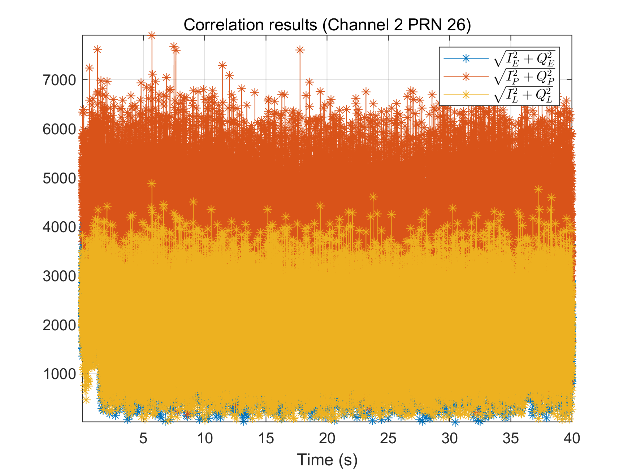 Correlation results (Channel 2 PRN 26)
√(I_E^2 + Q_E^2)
√(I_P^2 + Q_P^2)
√(I_L^2 + Q_L^2)
7000
6000
5000
4000
3000
2000
1000
5 10 15 20 25 30 35 40
Time (s)